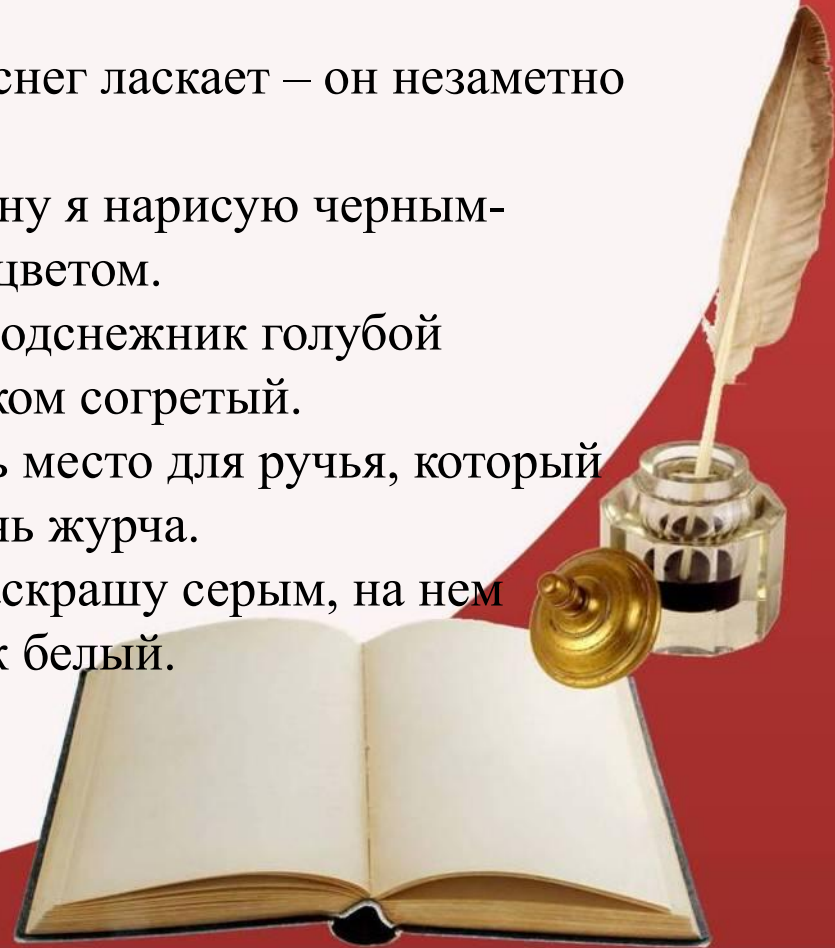 снег ласкает – он незаметно
ну я нарисую черным-
цветом.
одснежник голубой
ком согретый.
ь место для ручья, который
нь журча.
скрашу серым, на нем
к белый.